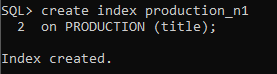 SQL> create index production_n1
  2  on PRODUCTION (title);
Index created.